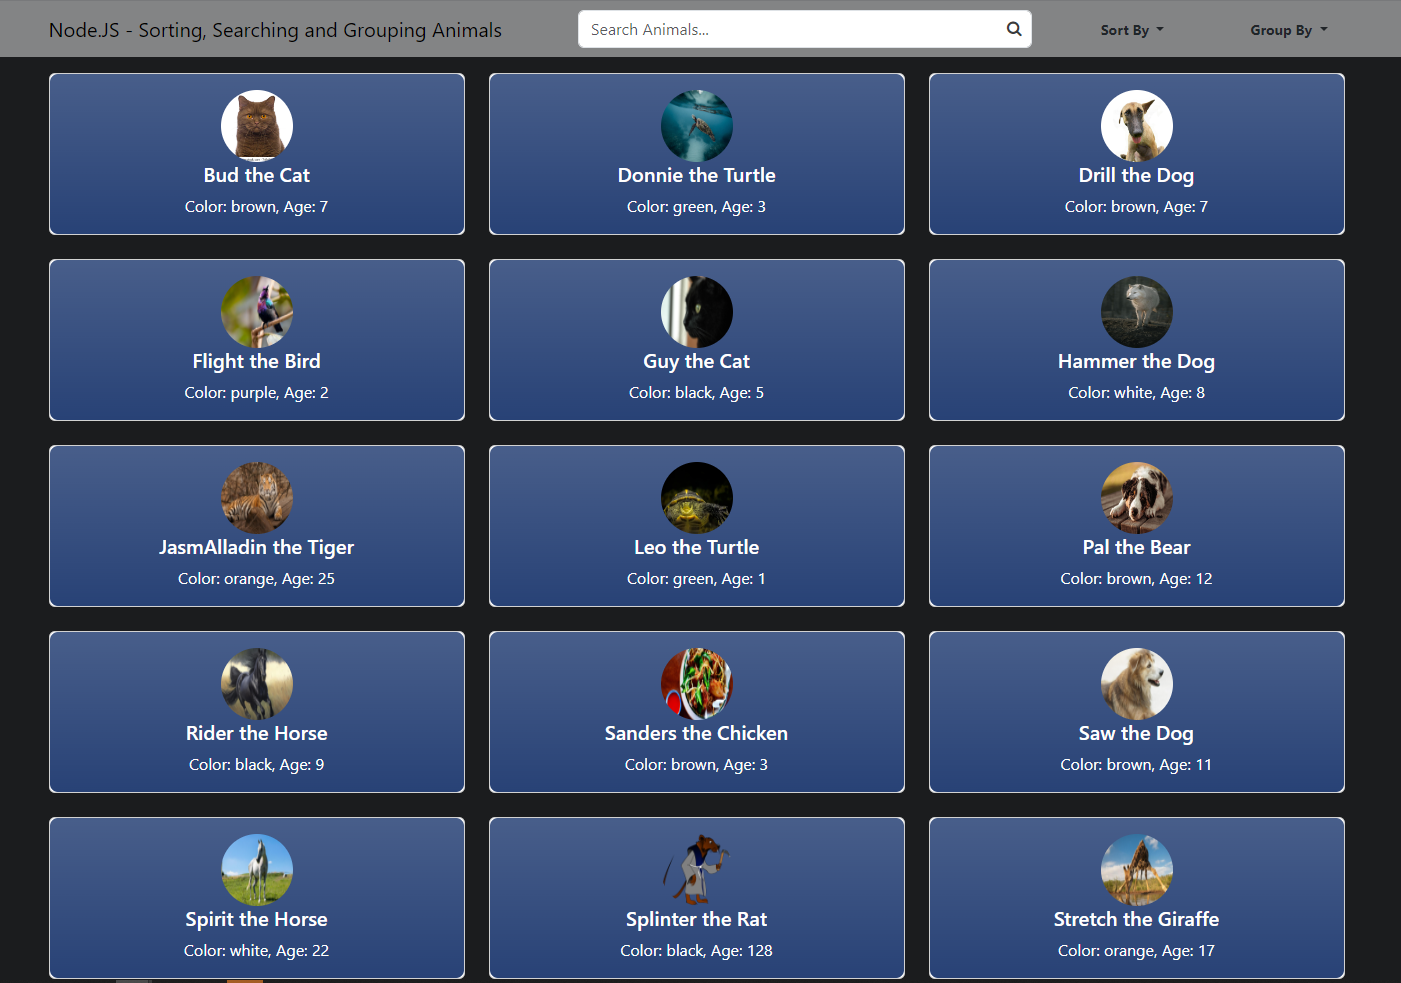 Node.JS - Sorting, Searching and Grouping Animals
Search Animals...
Sort By
Group By
Bud the Cat
Color: brown, Age: 7
Donnie the Turtle
Color: green, Age: 3
Drill the Dog
Color: brown, Age: 7
Flight the Bird
Color: purple, Age: 2
Guy the Cat
Color: black, Age: 5
Hammer the Dog
Color: white, Age: 8
JasmAlladin the Tiger
Color: orange, Age: 25
Leo the Turtle
Color: green, Age: 1
Pal the Bear
Color: brown, Age: 12
Rider the Horse
Color: black, Age: 9
Sanders the Chicken
Color: brown, Age: 3
Saw the Dog
Color: brown, Age: 11
Spirit the Horse
Color: white, Age: 22
Splinter the Rat
Color: black, Age: 128
Stretch the Giraffe
Color: orange, Age: 17